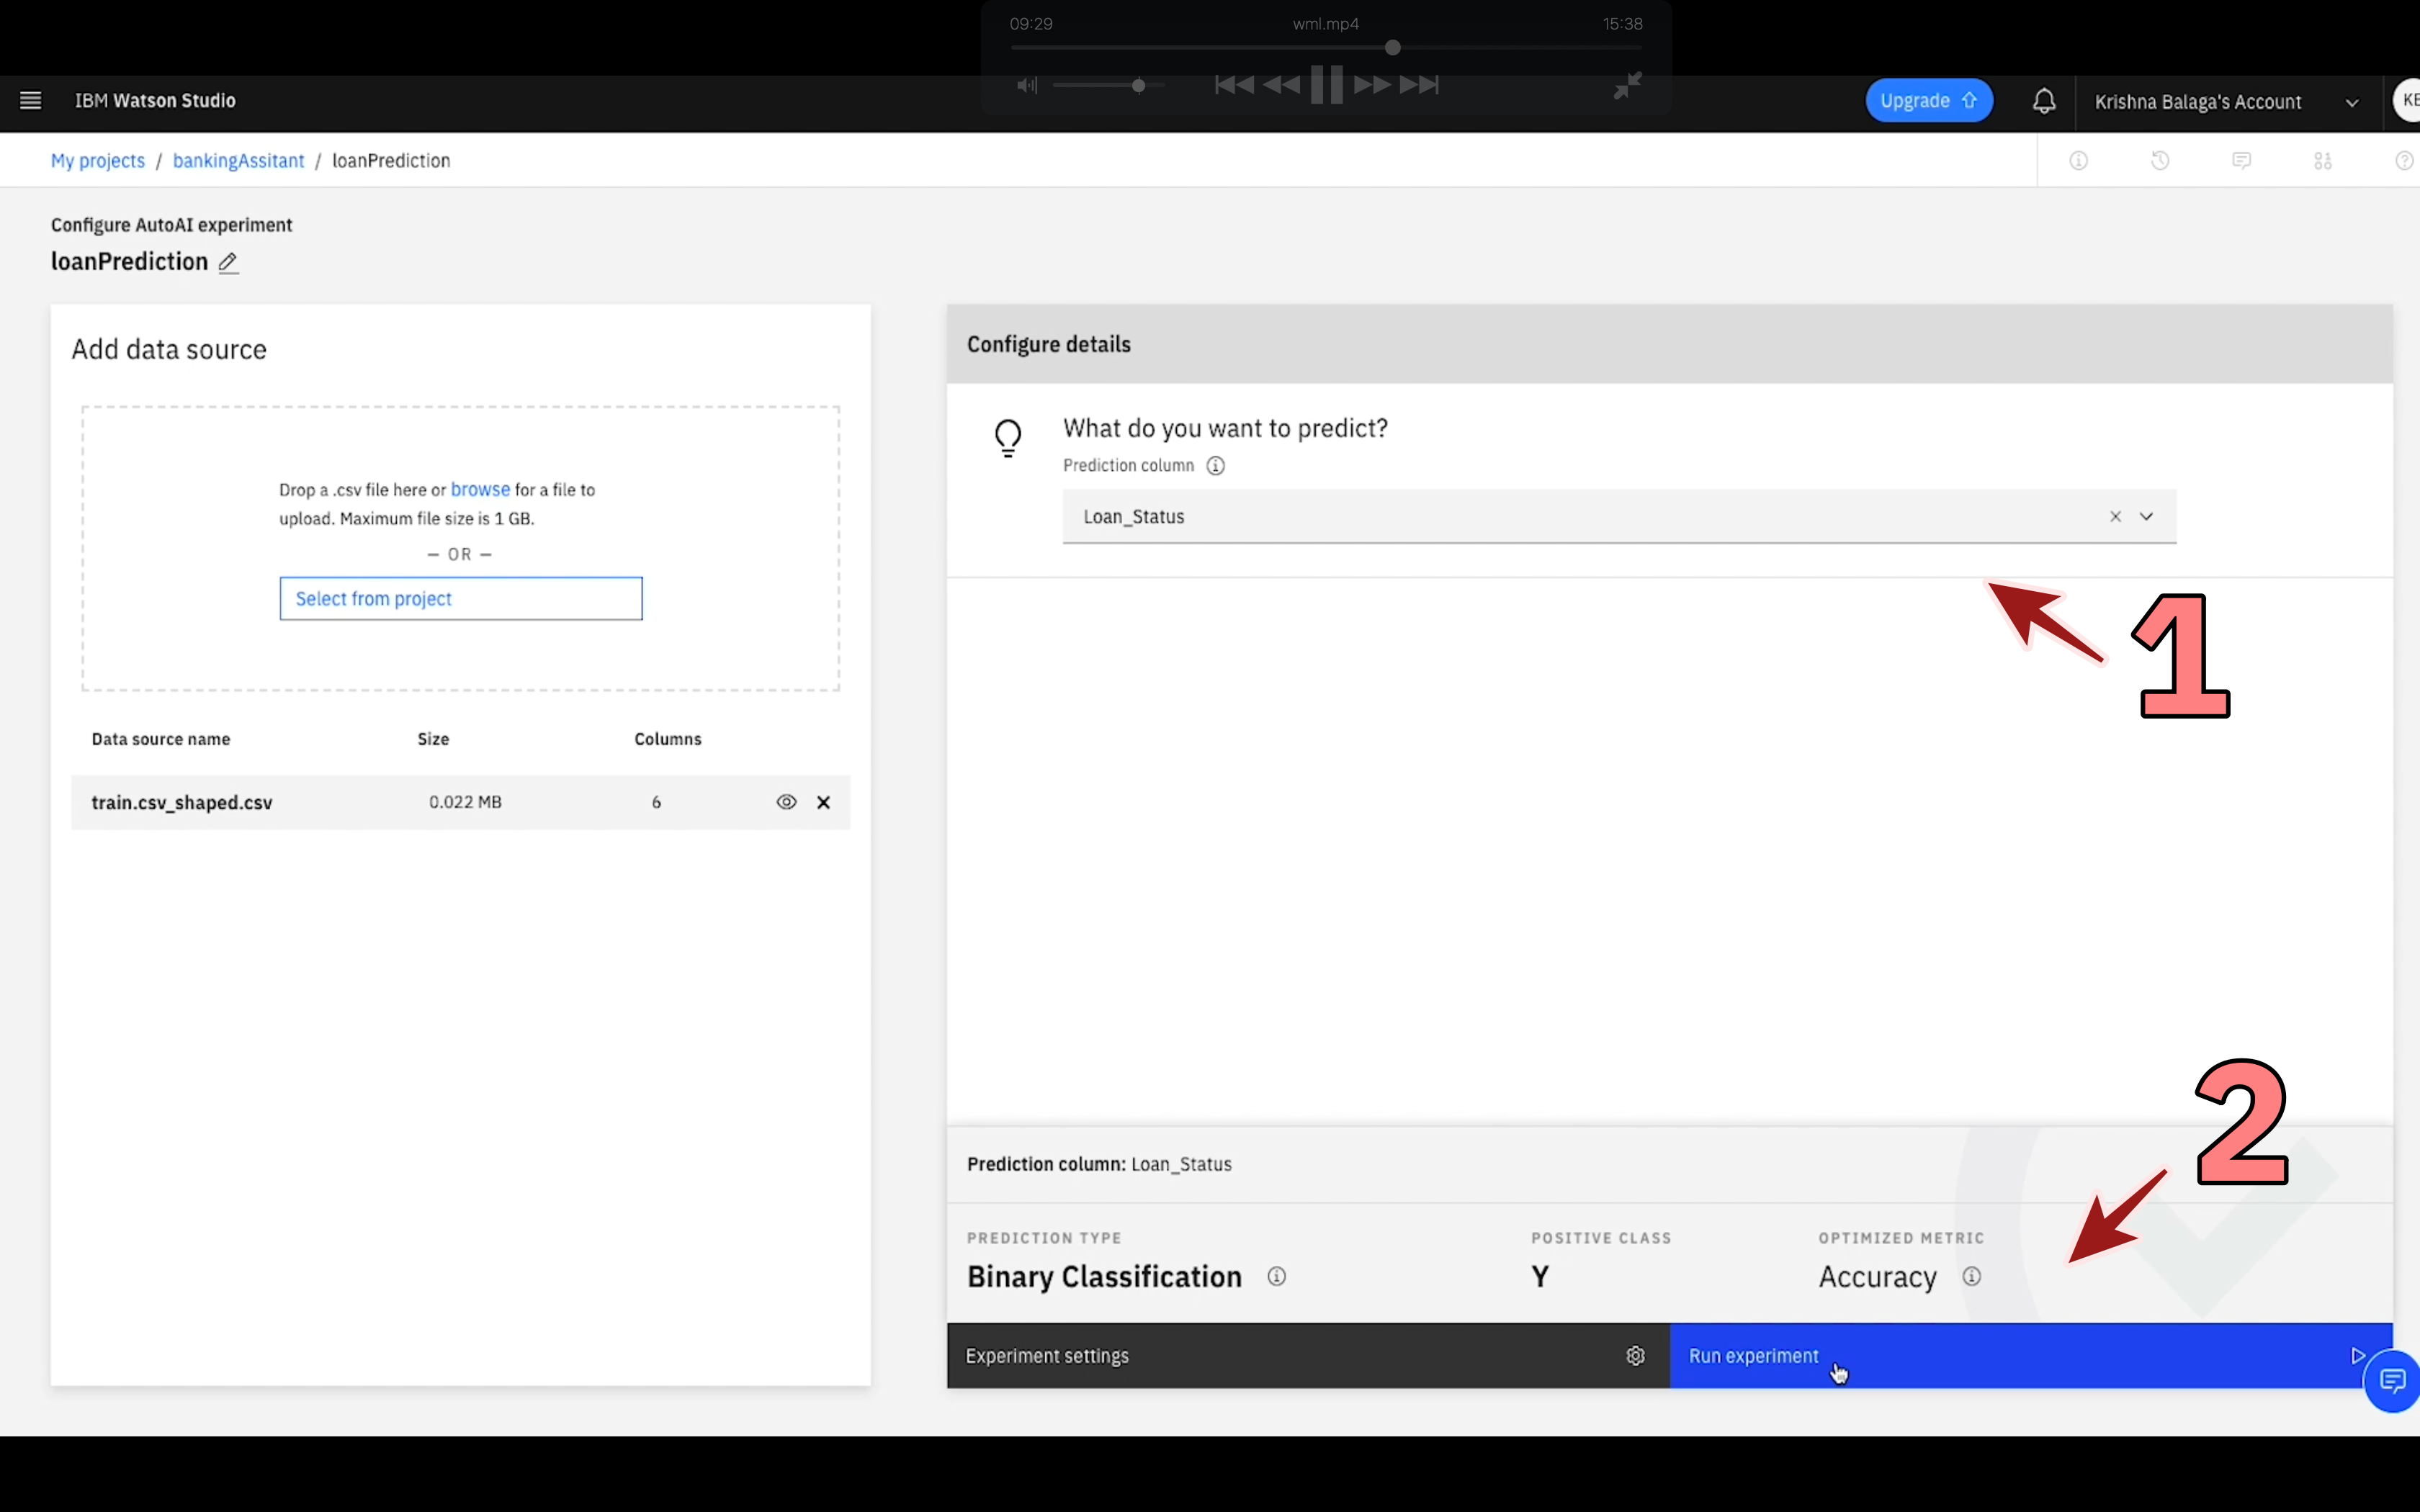 09:29 wml.mp4 15:38
IBM Watson Studio
Upgrade
Krishna Balaga's Account
My projects / bankingAssitant / loanPrediction
Configure AutoAI experiment
loanPrediction
Add data source
Drop a .csv file here or browse for a file to
upload. Maximum file size is 1 GB.
— OR —
Select from project
Data source name Size Columns
train.csv_shaped.csv 0.022 MB 6
Configure details
What do you want to predict?
Prediction column
Loan_Status
1
2
Prediction column: Loan_Status
PREDICTION TYPE POSITIVE CLASS OPTIMIZED METRIC
Binary Classification Y Accuracy
Experiment settings
Run experiment